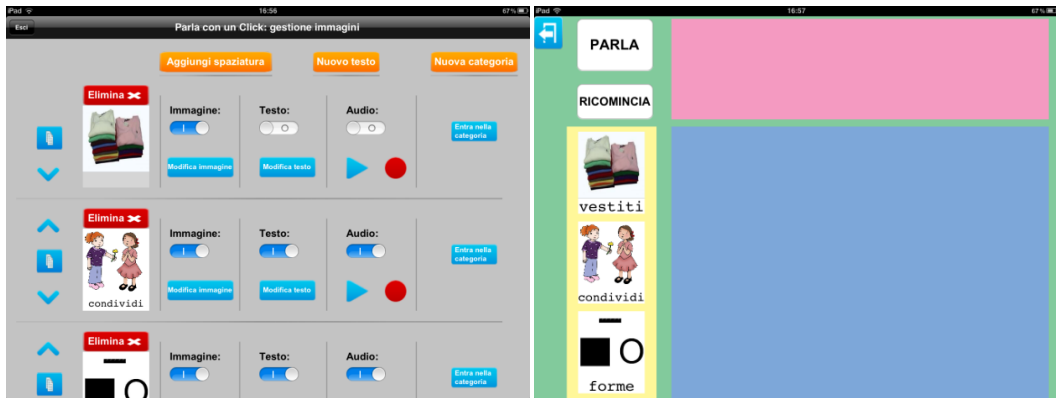 iPad 16:56 67%
Esci Parla con un Click: gestione immagini
Aggiungi spaziatura Nuovo testo Nuova categoria
Elimina
Immagine: Testo: Audio:
Entra nella
categoria
Modifica immagine Modifica testo
Elimina
Immagine: Testo: Audio:
Entra nella
categoria
Modifica immagine Modifica testo
condividi
Elimina
Immagine: Testo: Audio:
Entra nella
categoria
iPad 16:57 67%
PARLA
RICOMINCIA
vestiti
condividi
forme